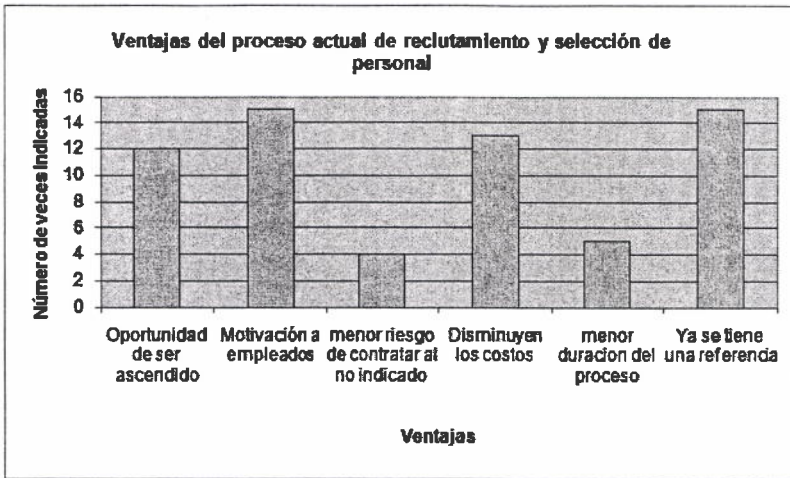 Ventajas del proceso actual de reclutamiento y selección de
personal
Número de veces indicadas
16
14
12
10
8
6
4
2
0
Oportunidad
de ser
ascendido
Motivación a
empleados
menor riesgo
de contratar al
no indicado
Disminuyen
los costos
menor
duracion del
proceso
Ya se tiene
una referencia
Ventajas